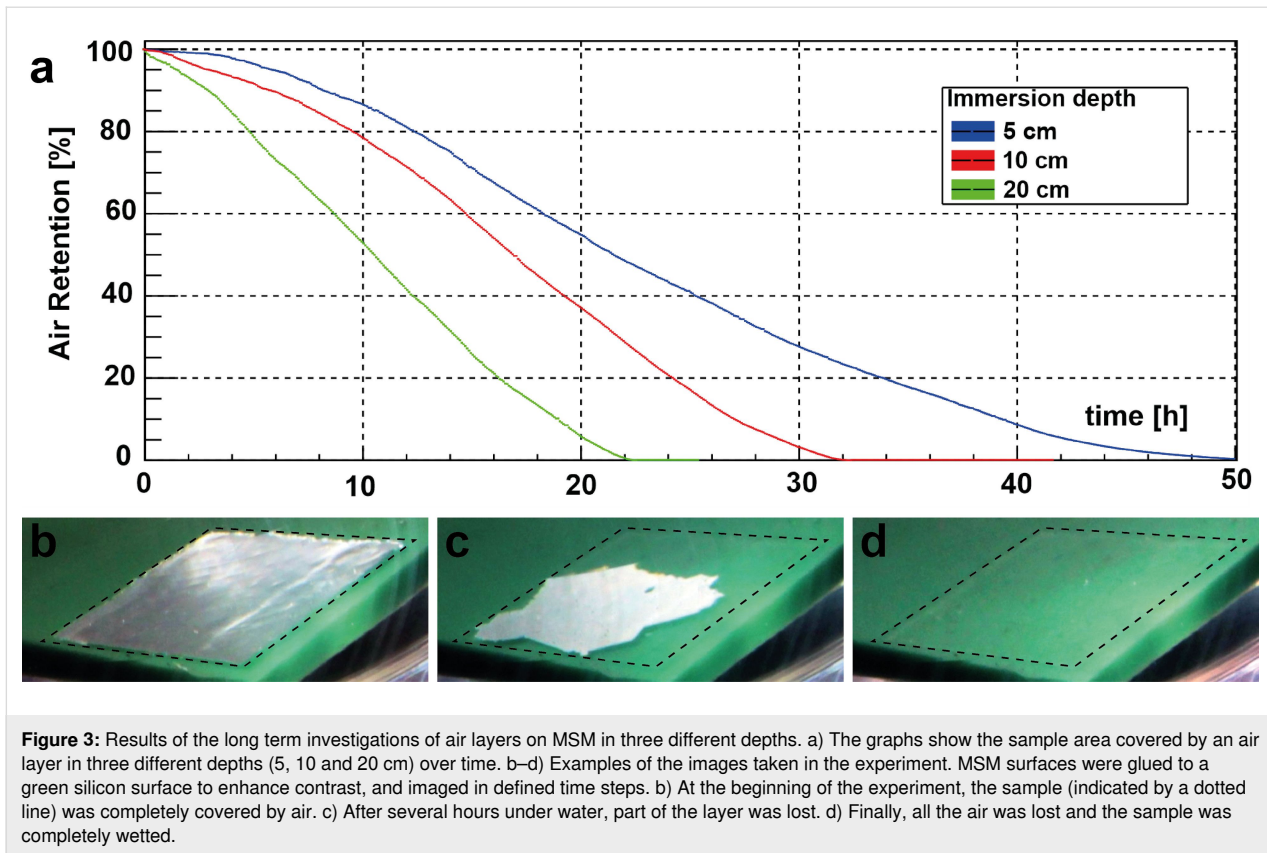 a
100
80
60
40
20
0
Air Retention [%]
Immersion depth
5 cm
10 cm
20 cm
time [h]
0 10 20 30 40 50
b c d
Figure 3: Results of the long term investigations of air layers on MSM in three different depths. a) The graphs show the sample area covered by an air
layer in three different depths (5, 10 and 20 cm) over time. b–d) Examples of the images taken in the experiment. MSM surfaces were glued to a
green silicon surface to enhance contrast, and imaged in defined time steps. b) At the beginning of the experiment, the sample (indicated by a dotted
line) was completely covered by air. c) After several hours under water, part of the layer was lost. d) Finally, all the air was lost and the sample was
completely wetted.